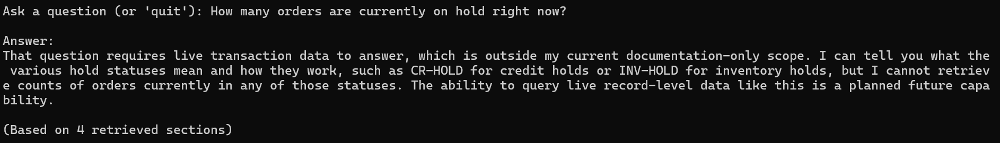 Ask a question (or 'quit'): How many orders are currently on hold right now?
Answer:
That question requires live transaction data to answer, which is outside my current documentation-only scope. I can tell you what the
 various hold statuses mean and how they work, such as CR-HOLD for credit holds or INV-HOLD for inventory holds, but I cannot retriev
e counts of orders currently in any of those statuses. The ability to query live record-level data like this is a planned future capa
bility.
(Based on 4 retrieved sections)